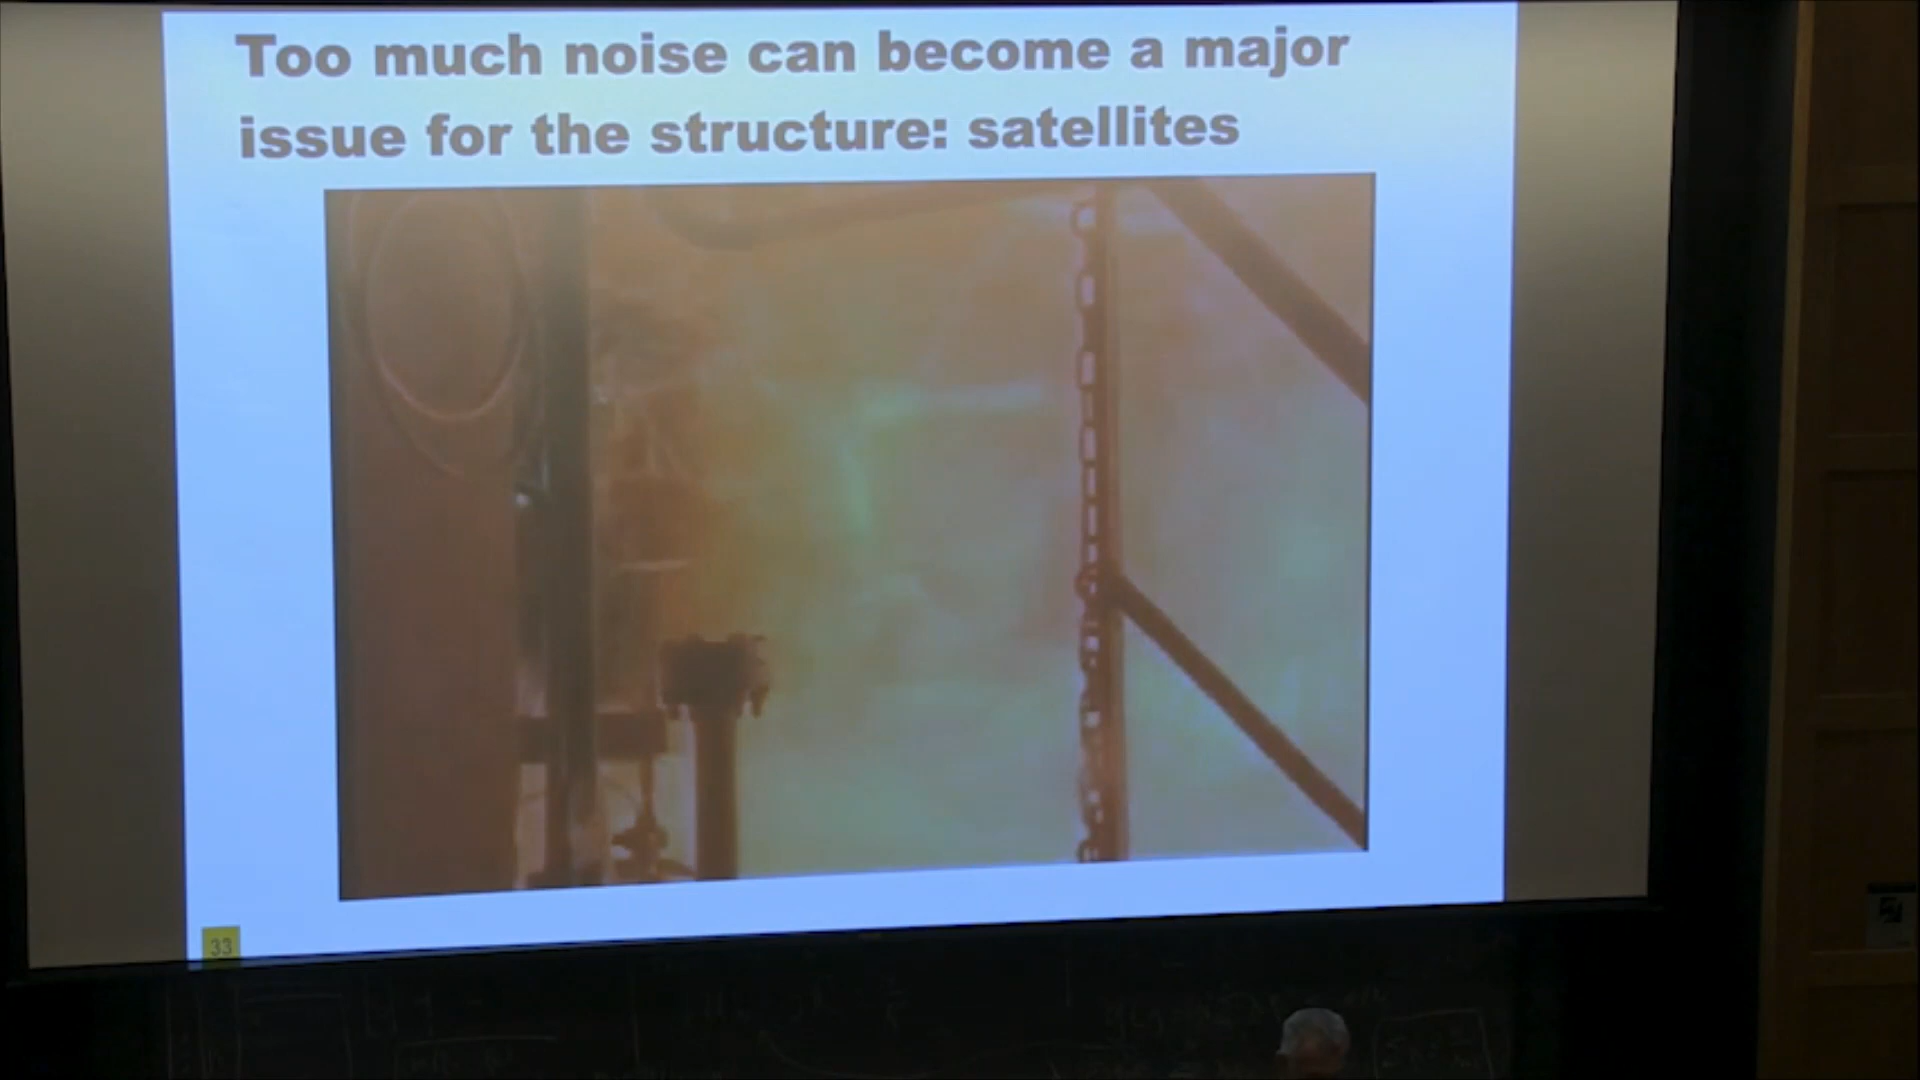 Too much noise can become a major
issue for the structure: satellites
33